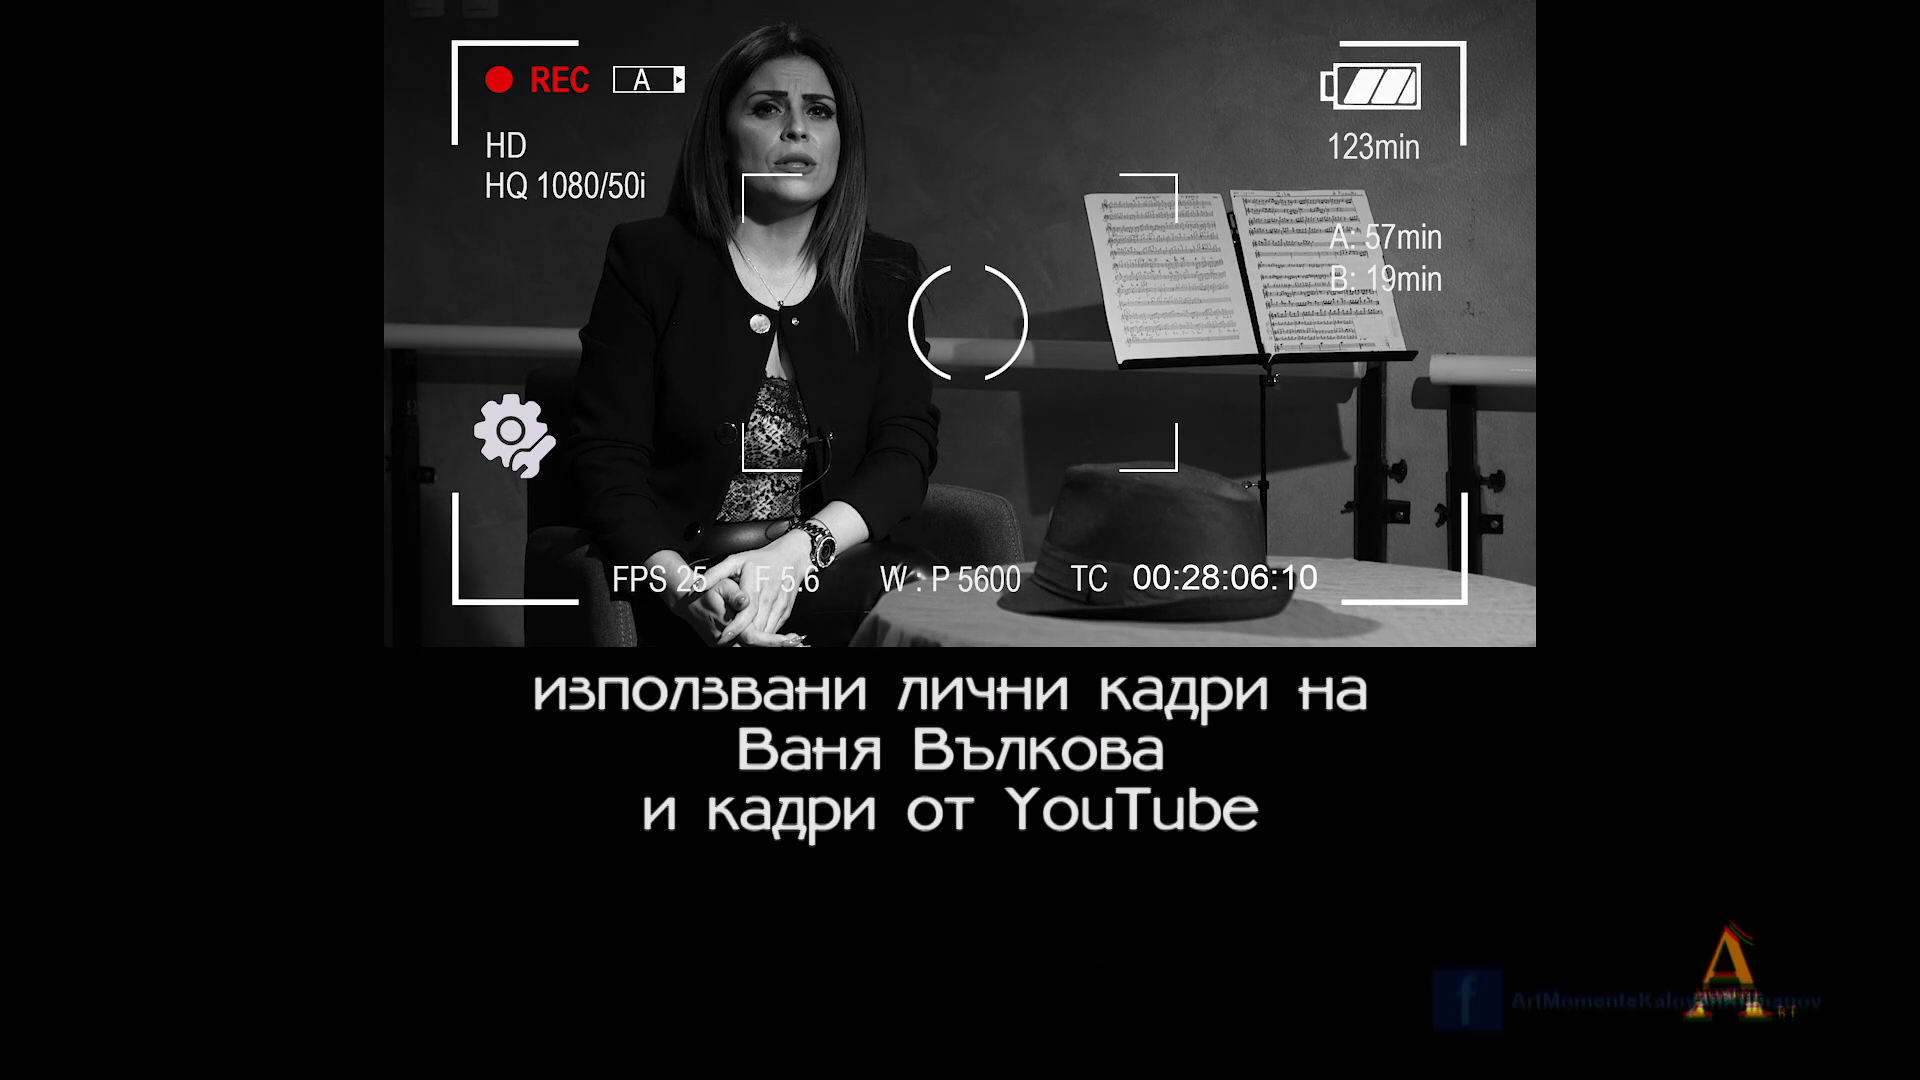 REC A
HD
HQ 1080/50i
123min
A: 57min
B: 19min
FPS 25 F 5.6 W : P 5600 TC 00:28:06:10
използвани лични кадри на
Ваня Вълкова
и кадри от YouTube
f